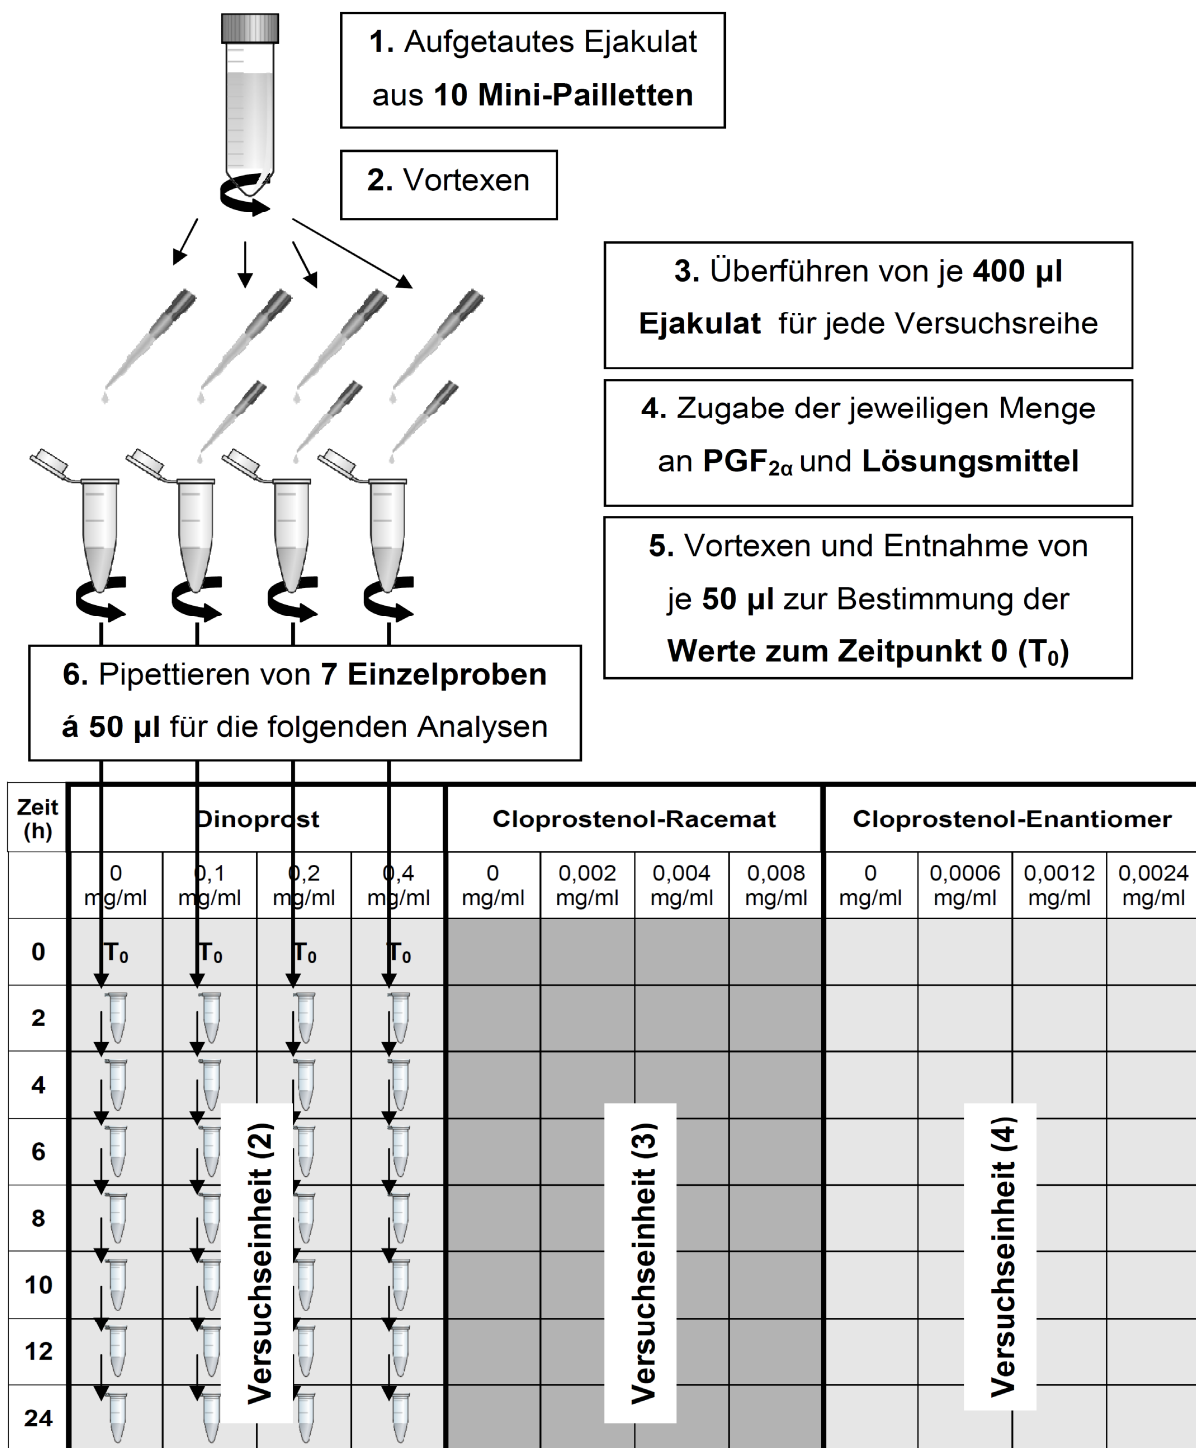 1. Aufgetautes Ejakulat
aus 10 Mini-Pailletten
2. Vortexen
3. Überführen von je 400 µl
Ejakulat für jede Versuchsreihe
4. Zugabe der jeweiligen Menge
an PGF2α und Lösungsmittel
5. Vortexen und Entnahme von
je 50 µl zur Bestimmung der
Werte zum Zeitpunkt 0 (T0)
6. Pipettieren von 7 Einzelproben
á 50 µl für die folgenden Analysen
Zeit
(h)
Dinoprost
Cloprostenol-Racemat
Cloprostenol-Enantiomer
0
mg/ml
0,1
mg/ml
0,2
mg/ml
0,4
mg/ml
0
mg/ml
0,002
mg/ml
0,004
mg/ml
0,008
mg/ml
0
mg/ml
0,0006
mg/ml
0,0012
mg/ml
0,0024
mg/ml
0 T0 T0 T0 T0
2
4
6
8
10
12
24
Versuchseinheit (2)
Versuchseinheit (3)
Versuchseinheit (4)